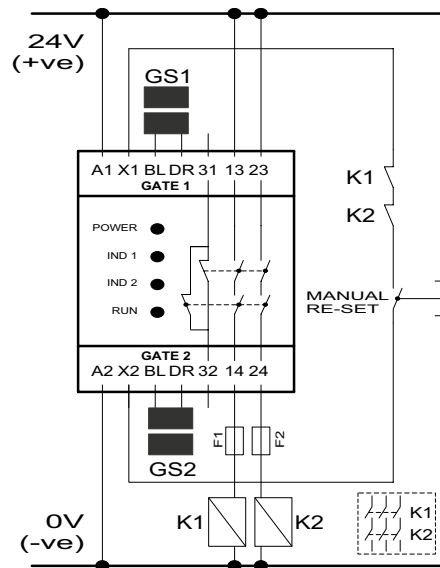 24V
(+ve)
GS1
A1 X1 BL DR 31 13 23
GATE 1
K1
K2
POWER
IND 1
IND 2
RUN
MANUAL
RE-SET
GATE 2
A2 X2 BL DR 32 14 24
F1
F2
GS2
0V
(-ve)
K1
K2
K1
K2